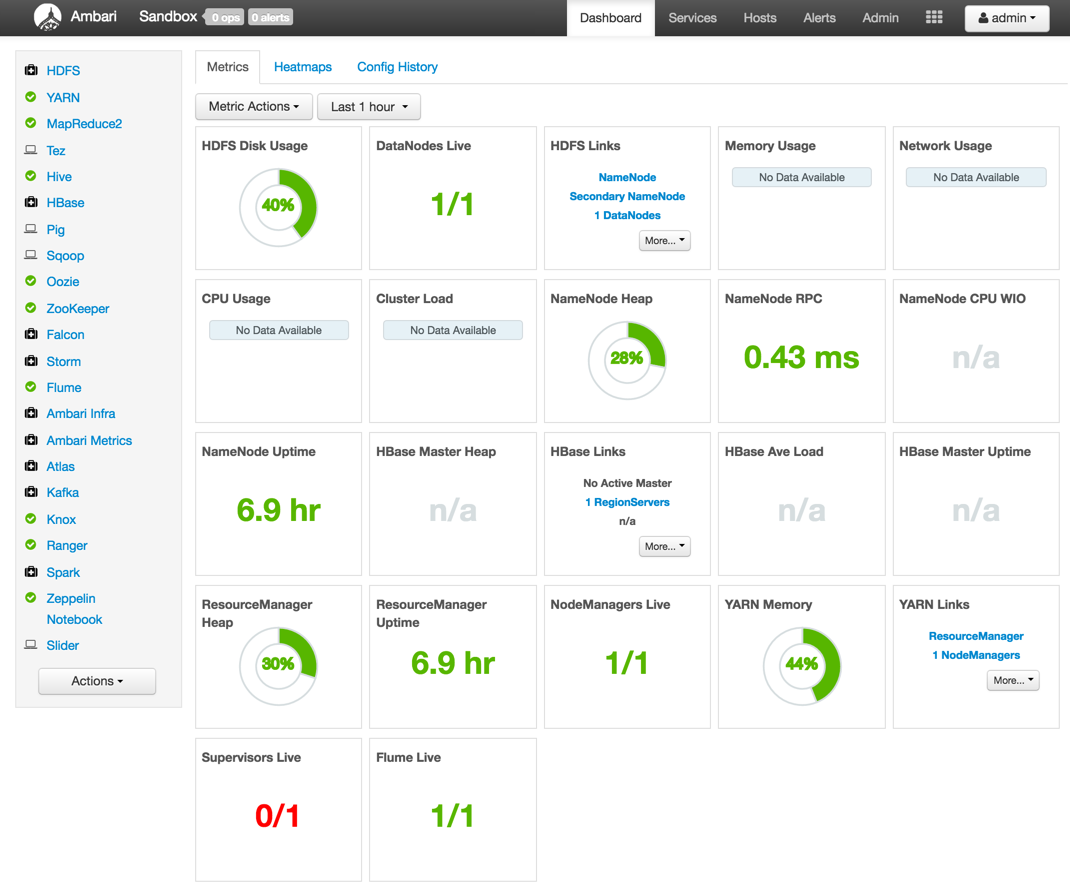 Ambari Sandbox 0 ops 0 alerts Dashboard Services Hosts Alerts Admin admin
HDFS
YARN
MapReduce2
Tez
Hive
HBase
Pig
Sqoop
Oozie
ZooKeeper
Falcon
Storm
Flume
Ambari Infra
Ambari Metrics
Atlas
Kafka
Knox
Ranger
Spark
Zeppelin
Notebook
Slider
Actions
Metrics Heatmaps Config History
Metric Actions Last 1 hour
HDFS Disk Usage
40%
DataNodes Live
1/1
HDFS Links
NameNode
Secondary NameNode
1 DataNodes
More...
Memory Usage
No Data Available
Network Usage
No Data Available
CPU Usage
No Data Available
Cluster Load
No Data Available
NameNode Heap
28%
NameNode RPC
0.43 ms
NameNode CPU WIO
n/a
NameNode Uptime
6.9 hr
HBase Master Heap
n/a
HBase Links
No Active Master
1 RegionServers
n/a
More...
HBase Ave Load
n/a
HBase Master Uptime
n/a
ResourceManager
Heap
30%
ResourceManager
Uptime
6.9 hr
NodeManagers Live
1/1
YARN Memory
44%
YARN Links
ResourceManager
1 NodeManagers
More...
Supervisors Live
0/1
Flume Live
1/1